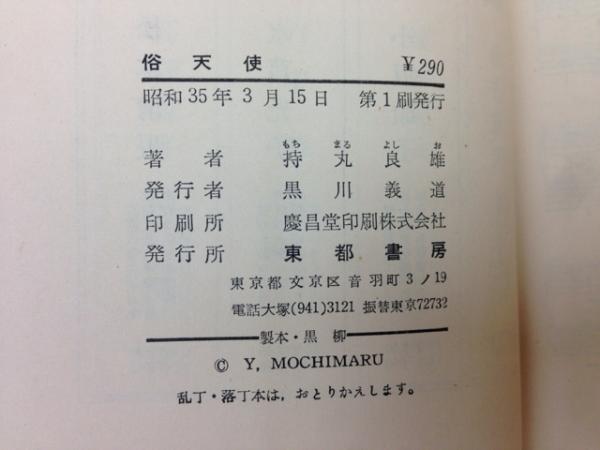 俗天使 ¥290
昭和35年3月15日 第1刷発行
もち まる よし お
著者 持丸良雄
発行者 黒川義道
印刷所 慶昌堂印刷株式会社
発行所 東都書房
東京都文京区音羽町3ノ19
電話大塚(941)3121 振替東京72732
製本・黒柳
© Y, MOCHIMARU
乱丁・落丁本は，おとりかえします。